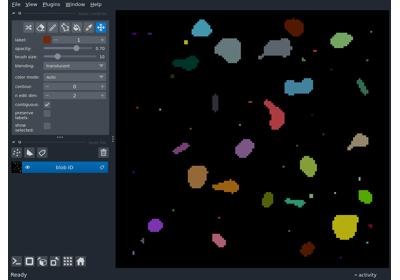 File View Plugins Window Help
label: 1
opacity: 0.70
brush size: 10
blending: translucent
color mode: auto
contour: 0
n edit dim: 2
contiguous: ✓
preserve
labels:
show
selected:
blob ID
Ready
activity